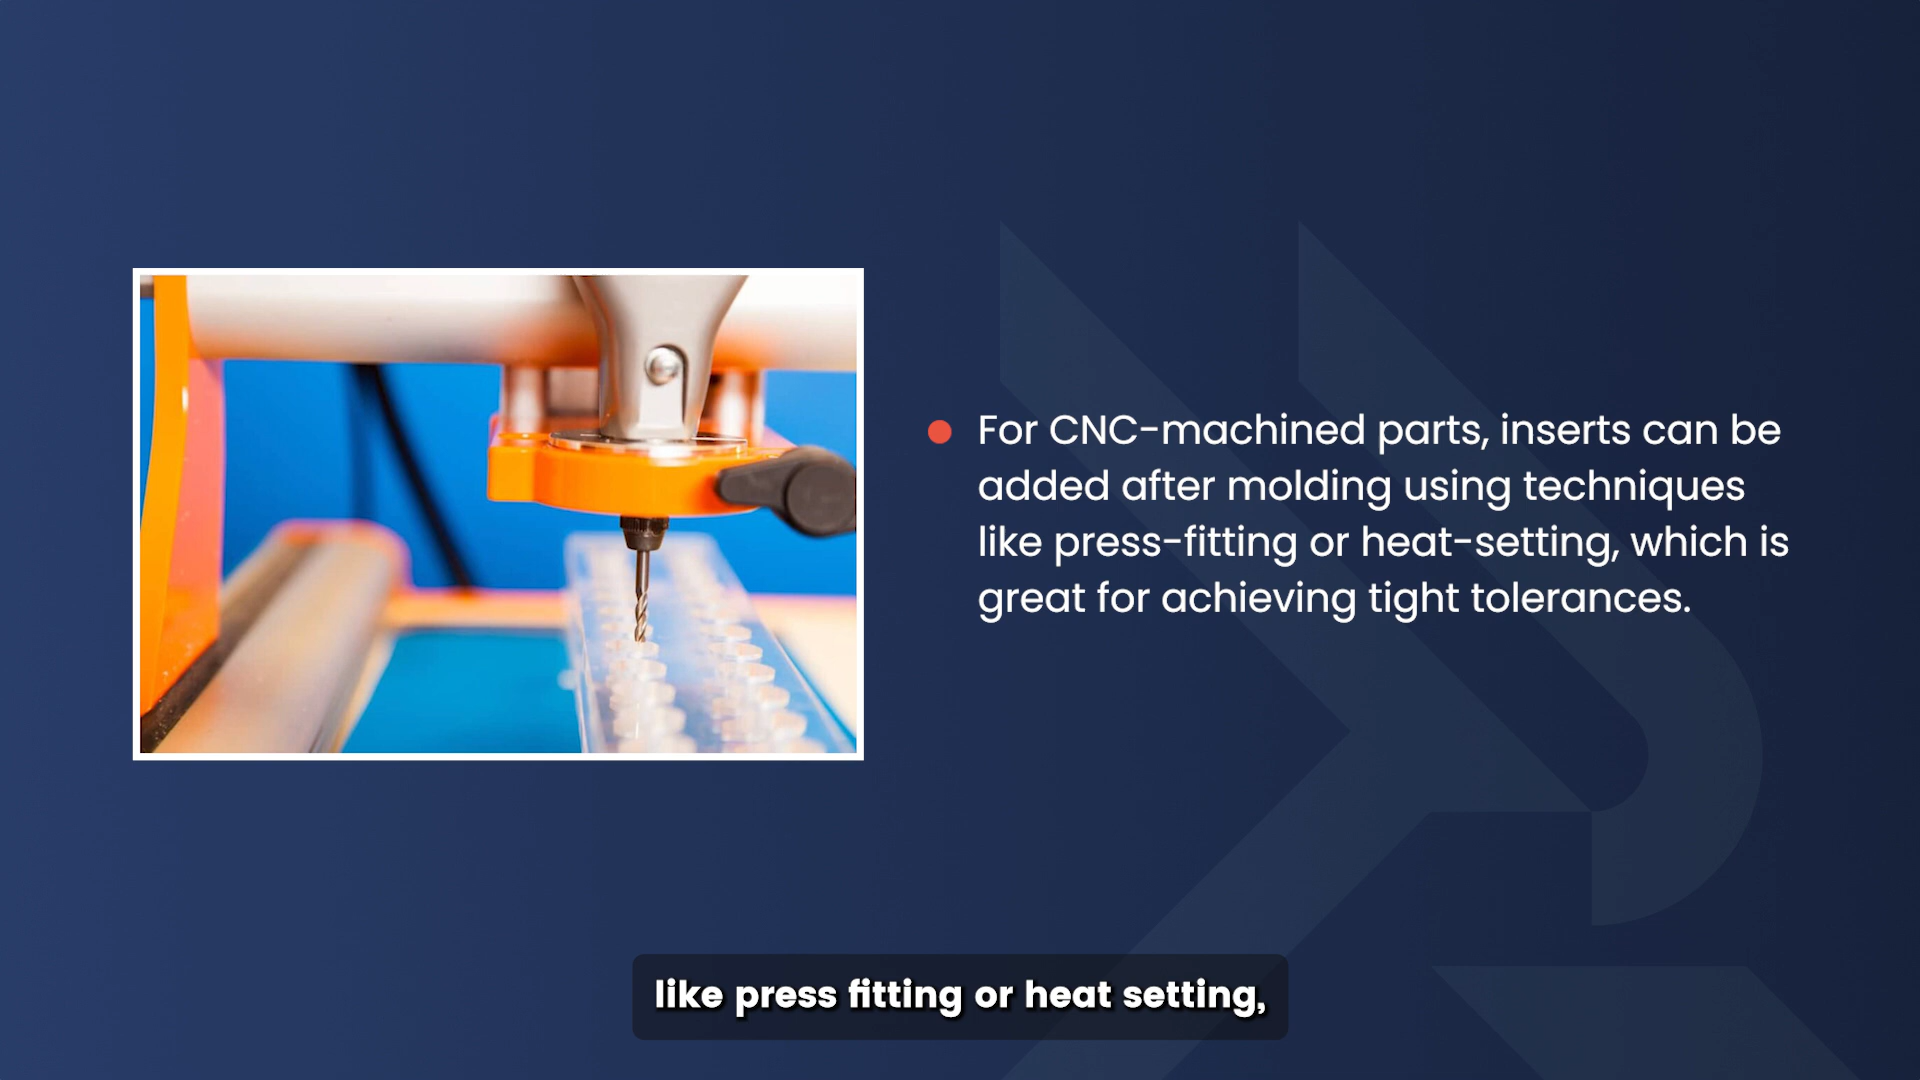 For CNC-machined parts, inserts can be
added after molding using techniques
like press-fitting or heat-setting, which is
great for achieving tight tolerances.
like press fitting or heat setting,